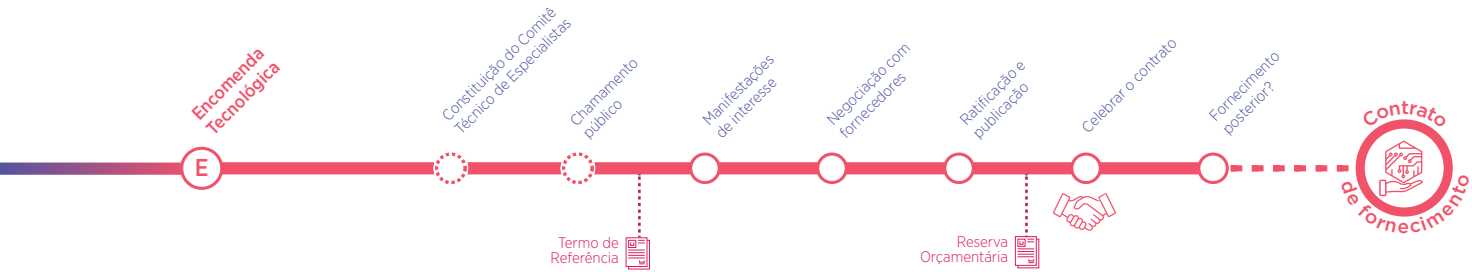 Encomenda
Tecnológica
E
Constituição do Comitê
Técnico de Especialistas
Chamamento
público
Termo de
Referência
Manifestações
de interesse
Negociação com
fornecedores
Ratificação e
publicação
Reserva
Orçamentária
Celebrar o contrato
Fornecimento
posterior?
Contrato
de fornecimento